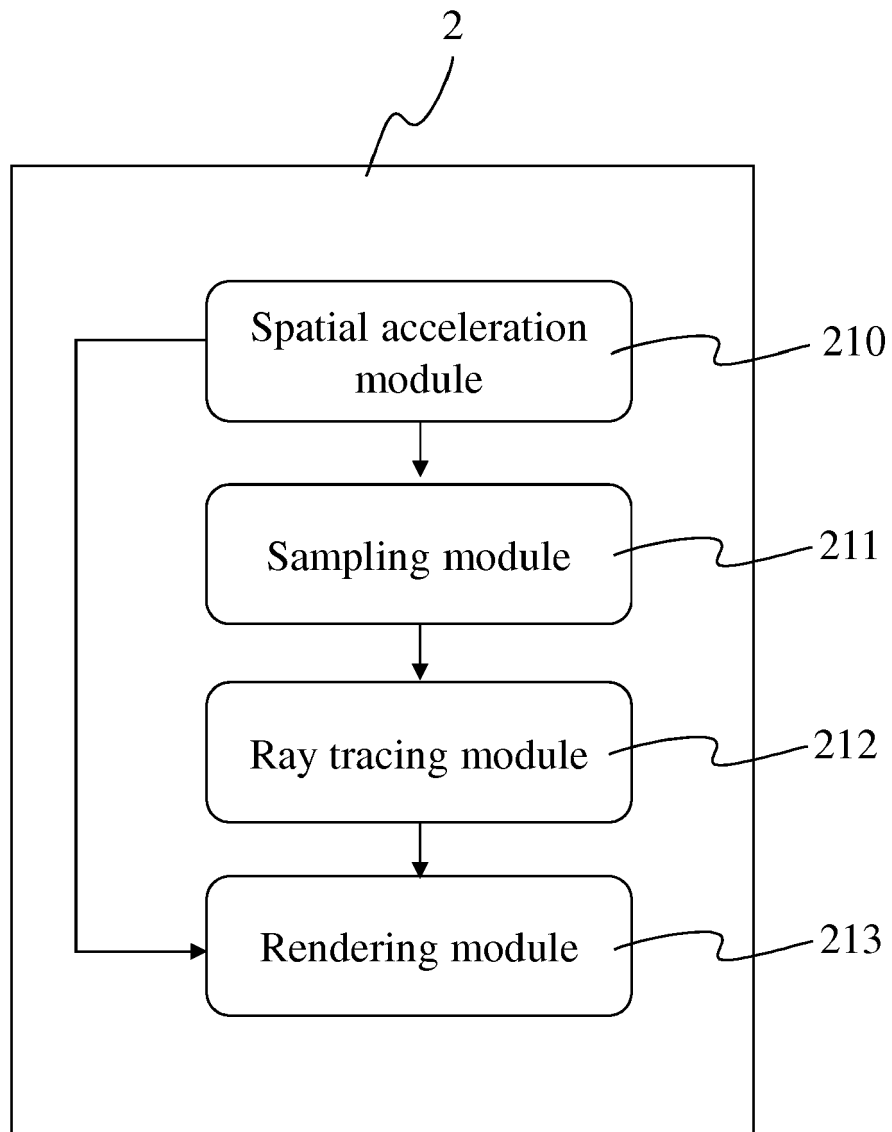 2
Spatial acceleration
module
210
Sampling module
211
Ray tracing module
212
Rendering module
213